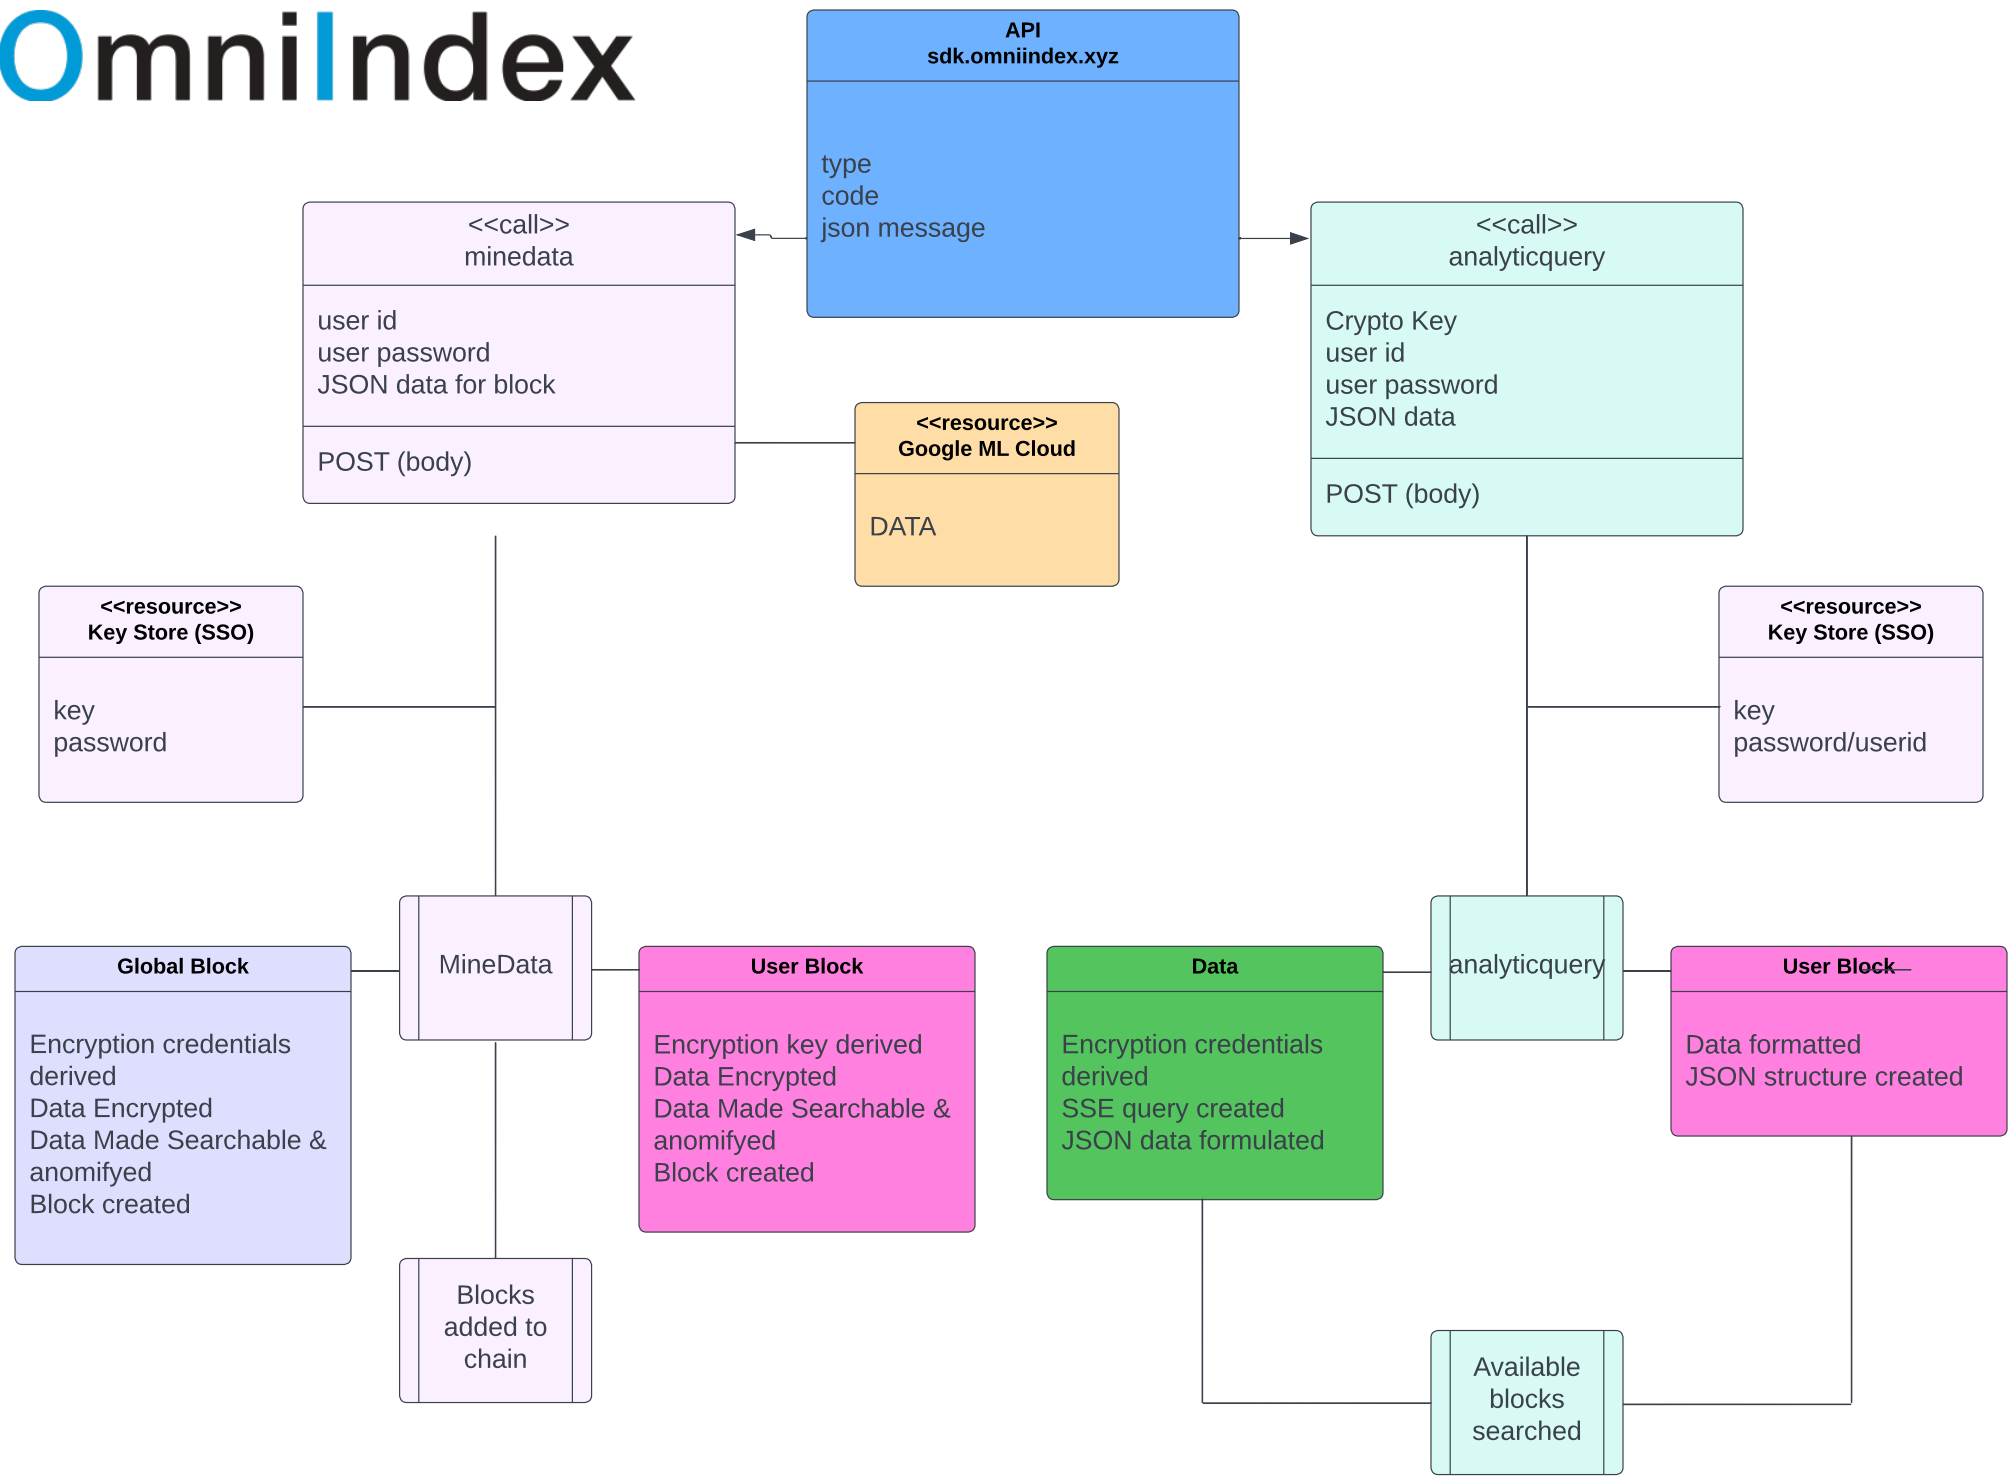 OmniIndex
API
sdk.omniindex.xyz
type
code
json message
<<call>>
minedata
user id
user password
JSON data for block
POST (body)
<<call>>
analyticquery
Crypto Key
user id
user password
JSON data
POST (body)
<<resource>>
Google ML Cloud
DATA
<<resource>>
Key Store (SSO)
key
password
<<resource>>
Key Store (SSO)
key
password/userid
MineData
Global Block
Encryption credentials
derived
Data Encrypted
Data Made Searchable &
anomifyed
Block created
User Block
Encryption key derived
Data Encrypted
Data Made Searchable &
anomifyed
Block created
Blocks
added to
chain
analyticquery
Data
Encryption credentials
derived
SSE query created
JSON data formulated
User Block
Data formatted
JSON structure created
Available
blocks
searched